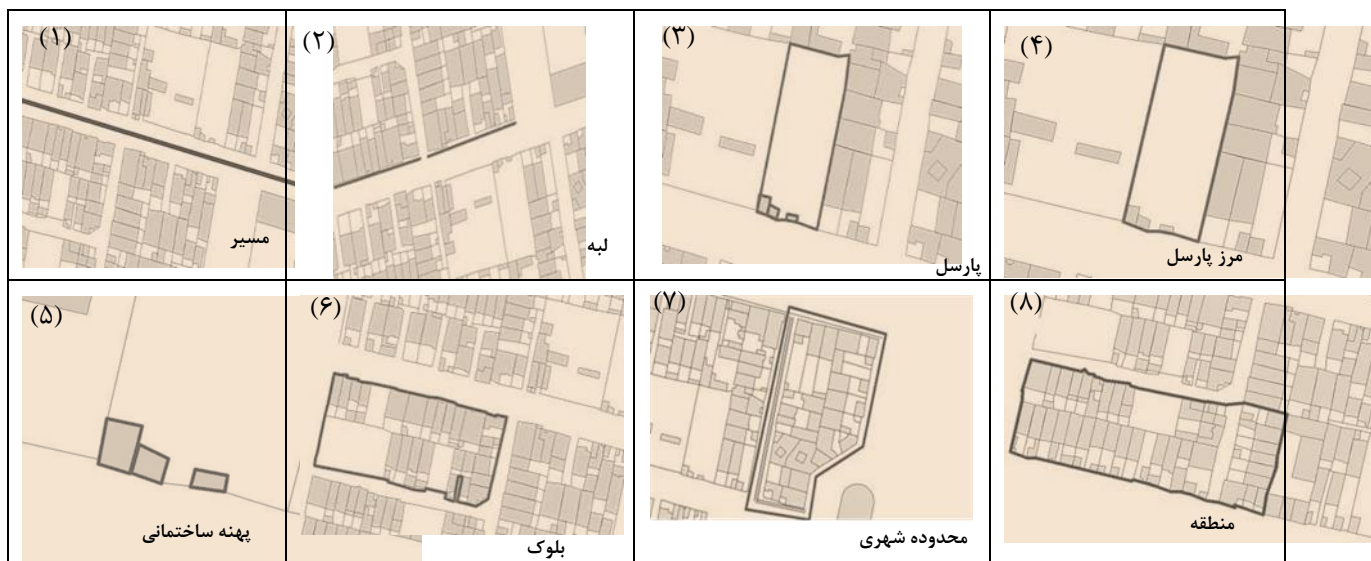 (۱)
مسیر
(۲)
لبه
(۳)
پارسل
(۴)
مرز پارسل
(۵)
پهنه ساختمانی
(۶)
بلوک
(۷)
محدوده شهری
(۸)
منطقه